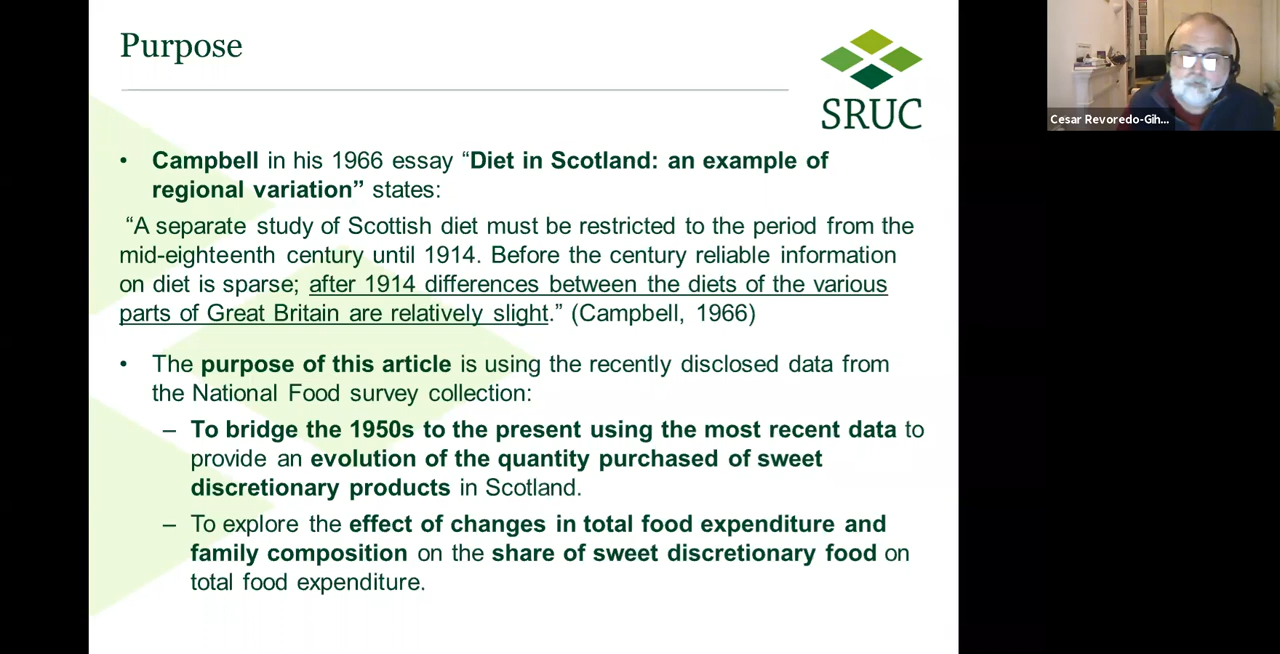 Purpose
SRUC
Cesar Revoredo-Gih...
• Campbell in his 1966 essay “Diet in Scotland: an example of
regional variation” states:
“A separate study of Scottish diet must be restricted to the period from the
mid-eighteenth century until 1914. Before the century reliable information
on diet is sparse; after 1914 differences between the diets of the various
parts of Great Britain are relatively slight.” (Campbell, 1966)
• The purpose of this article is using the recently disclosed data from
the National Food survey collection:
– To bridge the 1950s to the present using the most recent data to
provide an evolution of the quantity purchased of sweet
discretionary products in Scotland.
– To explore the effect of changes in total food expenditure and
family composition on the share of sweet discretionary food on
total food expenditure.